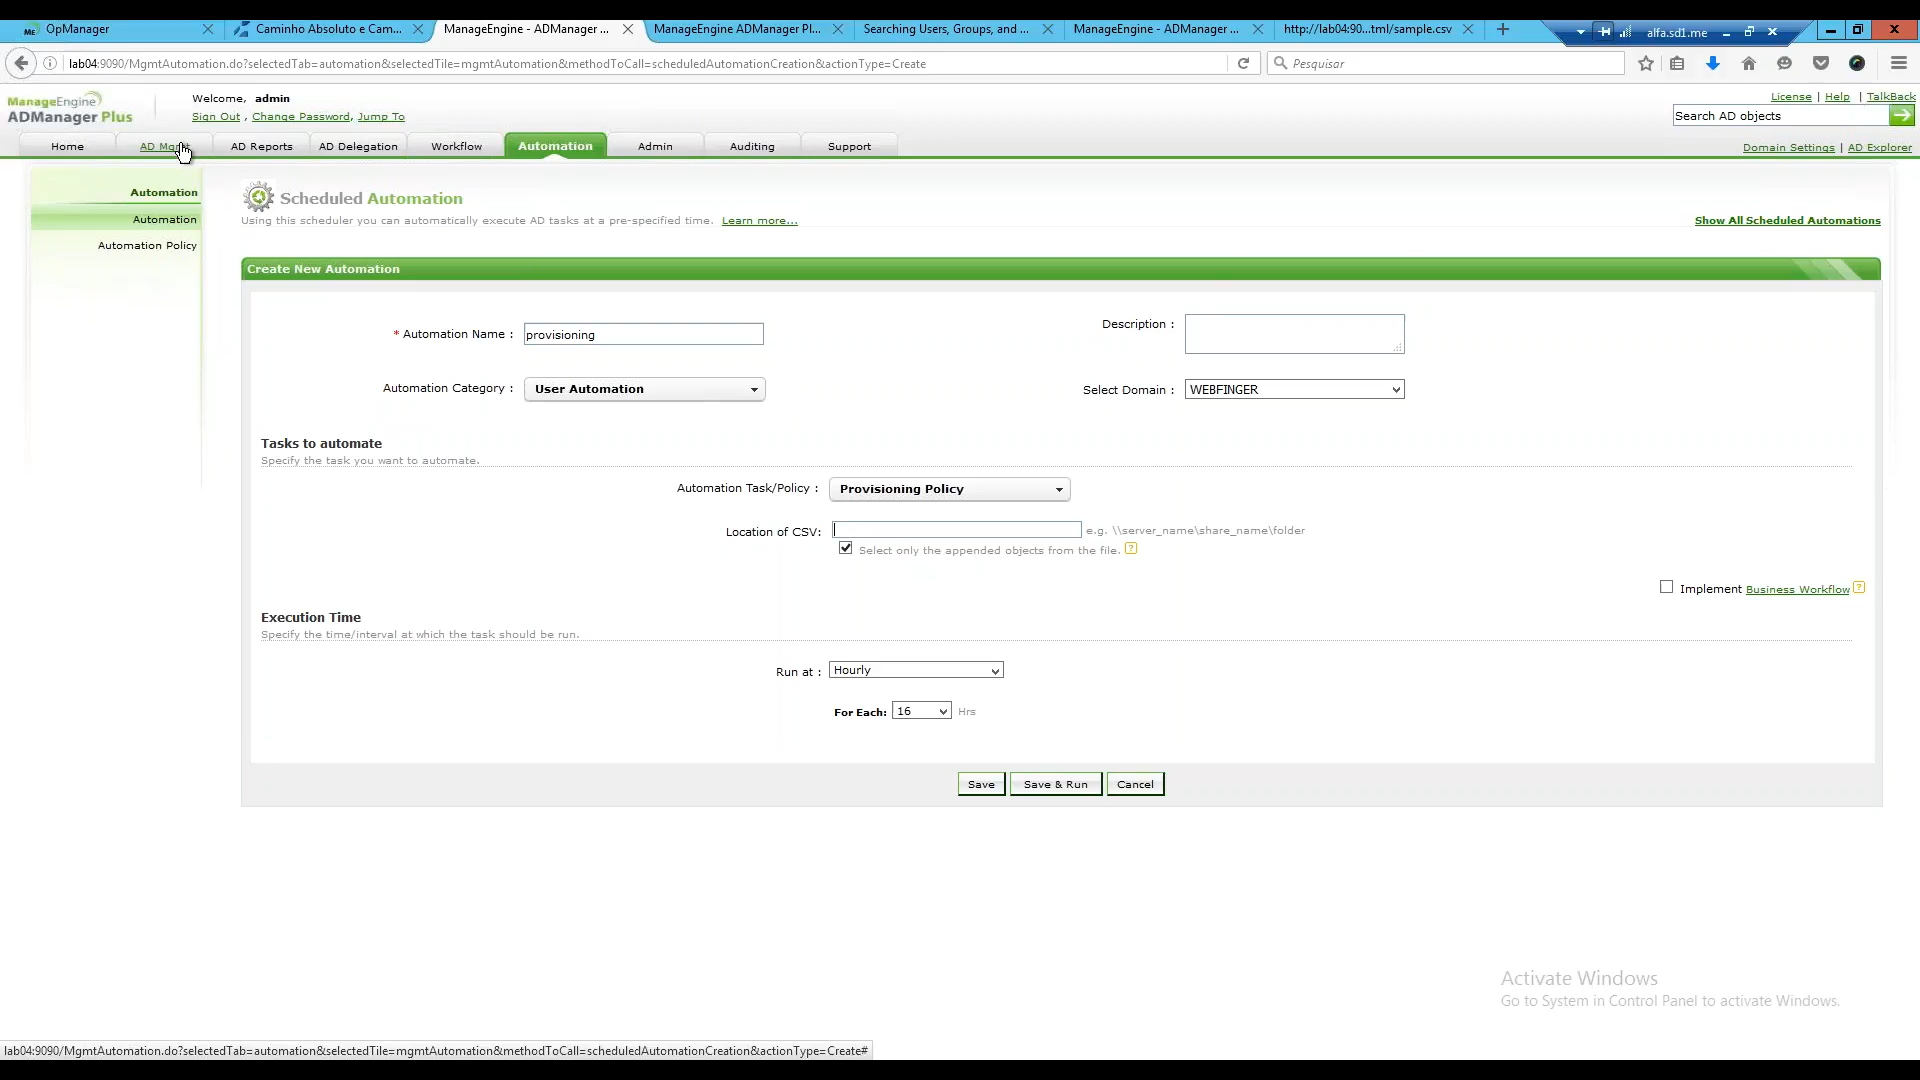 OpManager
Caminho Absoluto e Cam...
ManageEngine - ADManager ...
ManageEngine ADManager Pl...
Searching Users, Groups, and ...
ManageEngine - ADManager ...
http://lab04:90...tml/sample.csv
alfa.sd1.me
lab04:9090/MgmtAutomation.do?selectedTab=automation&selectedTile=mgmtAutomation&methodToCall=scheduledAutomationCreation&actionType=Create
Pesquisar
ManageEngine
ADManager Plus
Welcome, admin
Sign Out , Change Password, Jump To
License | Help | TalkBack
Search AD objects
Home
AD Mgmt
AD Reports
AD Delegation
Workflow
Automation
Admin
Auditing
Support
Domain Settings | AD Explorer
Automation
Automation
Automation Policy
Scheduled Automation
Using this scheduler you can automatically execute AD tasks at a pre-specified time. Learn more...
Show All Scheduled Automations
Create New Automation
* Automation Name : provisioning
Description :
Automation Category : User Automation
Select Domain : WEBFINGER
Tasks to automate
Specify the task you want to automate.
Automation Task/Policy : Provisioning Policy
Location of CSV: e.g. \\server_name\share_name\folder
Select only the appended objects from the file. ?
Implement Business Workflow ?
Execution Time
Specify the time/interval at which the task should be run.
Run at : Hourly
For Each: 16 Hrs
Save
Save & Run
Cancel
Activate Windows
Go to System in Control Panel to activate Windows.
lab04:9090/MgmtAutomation.do?selectedTab=automation&selectedTile=mgmtAutomation&methodToCall=scheduledAutomationCreation&actionType=Create#